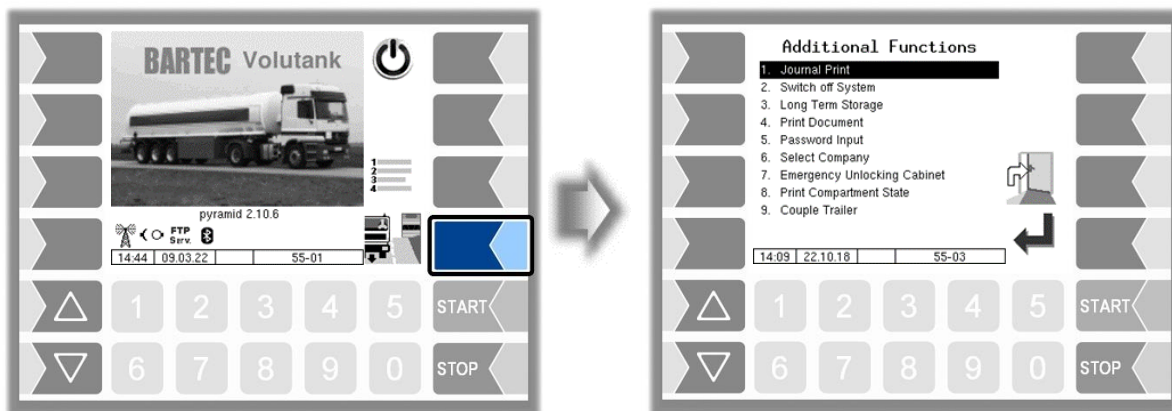 BARTEC Volutank
1
2
3
4
pyramid 2.10.6
FTP
Serv.
14:44 09.03.22 55-01
1 2 3 4 5 START
6 7 8 9 0 STOP
Additional Functions
1. Journal Print
2. Switch off System
3. Long Term Storage
4. Print Document
5. Password Input
6. Select Company
7. Emergency Unlocking Cabinet
8. Print Compartment State
9. Couple Trailer
14:09 22.10.18 55-03
1 2 3 4 5 START
6 7 8 9 0 STOP